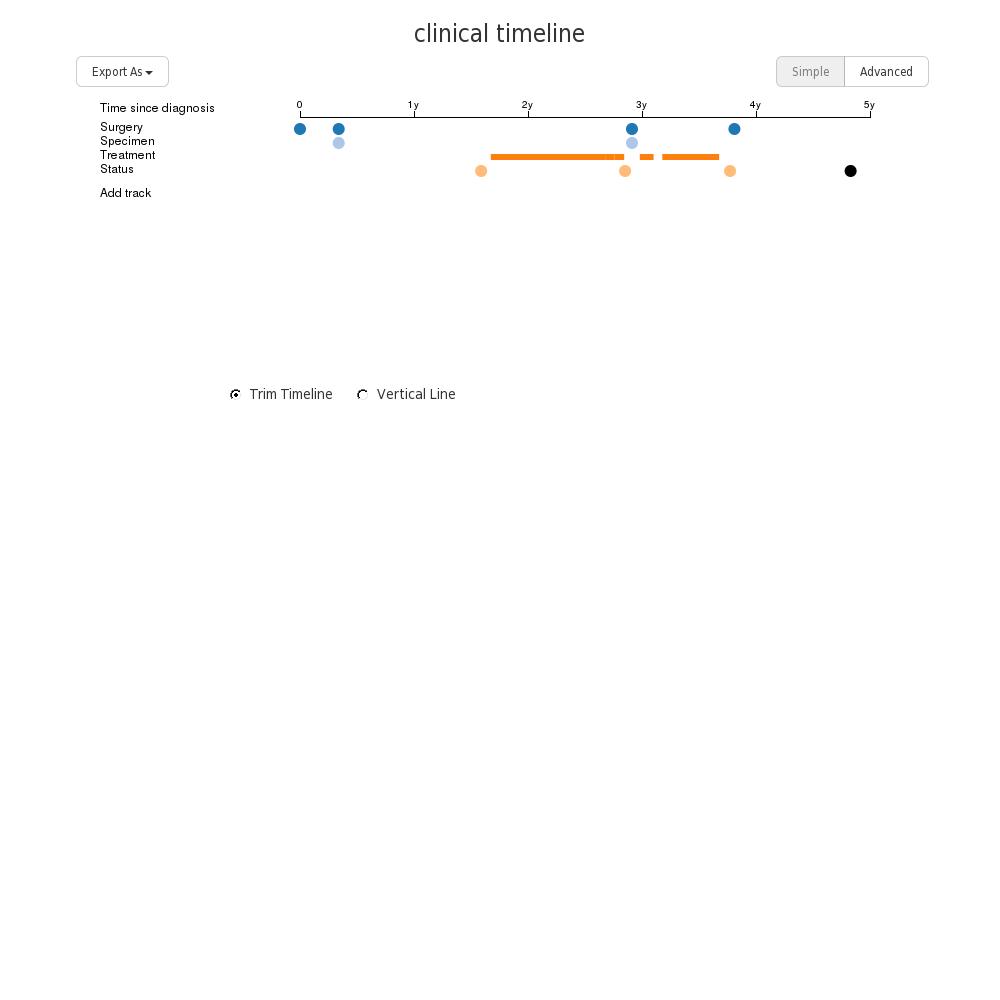 clinical timeline
Export As
Simple Advanced
Time since diagnosis
0 1y 2y 3y 4y 5y
Surgery
Specimen
Treatment
Status
Add track
Trim Timeline Vertical Line